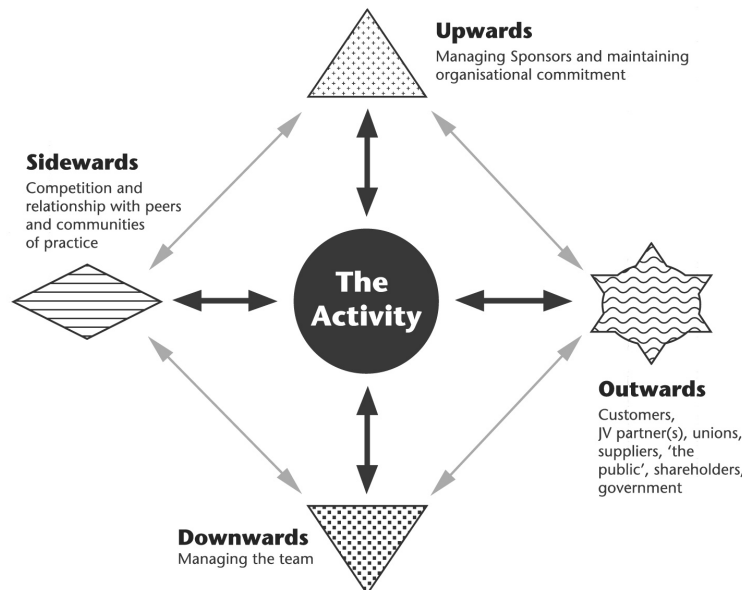 Upwards
Managing Sponsors and maintaining
organisational commitment
Sidewards
Competition and
relationship with peers
and communities
of practice
The
Activity
Outwards
Customers,
JV partner(s), unions,
suppliers, ‘the
public’, shareholders,
government
Downwards
Managing the team